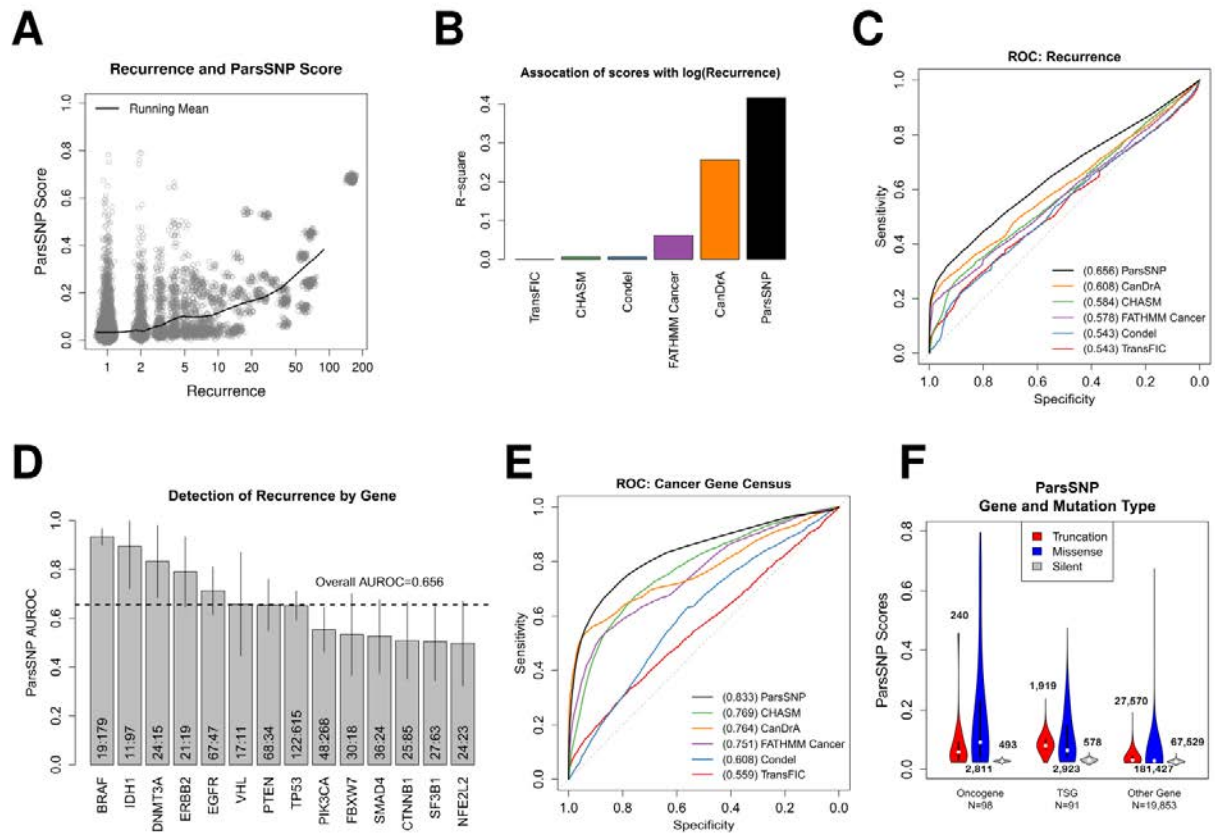 A
Recurrence and ParsSNP Score
Running Mean
ParsSNP Score
0.0 0.2 0.4 0.6 0.8 1.0
1 2 5 10 20 50 100 200
Recurrence
B
Assocation of scores with log(Recurrence)
R-square
0.0 0.1 0.2 0.3 0.4
TransFIC
CHASM
Condel
FATHMM Cancer
CanDrA
ParsSNP
C
ROC: Recurrence
Sensitivity
0.0 0.2 0.4 0.6 0.8 1.0
(0.656) ParsSNP
(0.608) CanDrA
(0.584) CHASM
(0.578) FATHMM Cancer
(0.543) Condel
(0.543) TransFIC
1.0 0.8 0.6 0.4 0.2 0.0
Specificity
D
Detection of Recurrence by Gene
ParsSNP AUROC
0.0 0.2 0.4 0.6 0.8 1.0
Overall AUROC=0.656
19:179
11:97
24:15
21:19
67:47
17:11
68:34
122:615
48:268
30:18
36:24
25:85
27:63
24:23
BRAF
IDH1
DNMT3A
ERBB2
EGFR
VHL
PTEN
TP53
PIK3CA
FBXW7
SMAD4
CTNNB1
SF3B1
NFE2L2
E
ROC: Cancer Gene Census
Sensitivity
0.0 0.2 0.4 0.6 0.8 1.0
(0.833) ParsSNP
(0.769) CHASM
(0.764) CanDrA
(0.751) FATHMM Cancer
(0.608) Condel
(0.559) TransFIC
1.0 0.8 0.6 0.4 0.2 0.0
Specificity
F
ParsSNP
Gene and Mutation Type
ParsSNP Scores
0.0 0.2 0.4 0.6 0.8
Truncation
Missense
Silent
240
2,811
493
1,919
2,923
578
27,570
181,427
67,529
Oncogene
N=98
TSG
N=91
Other Gene
N=19,853